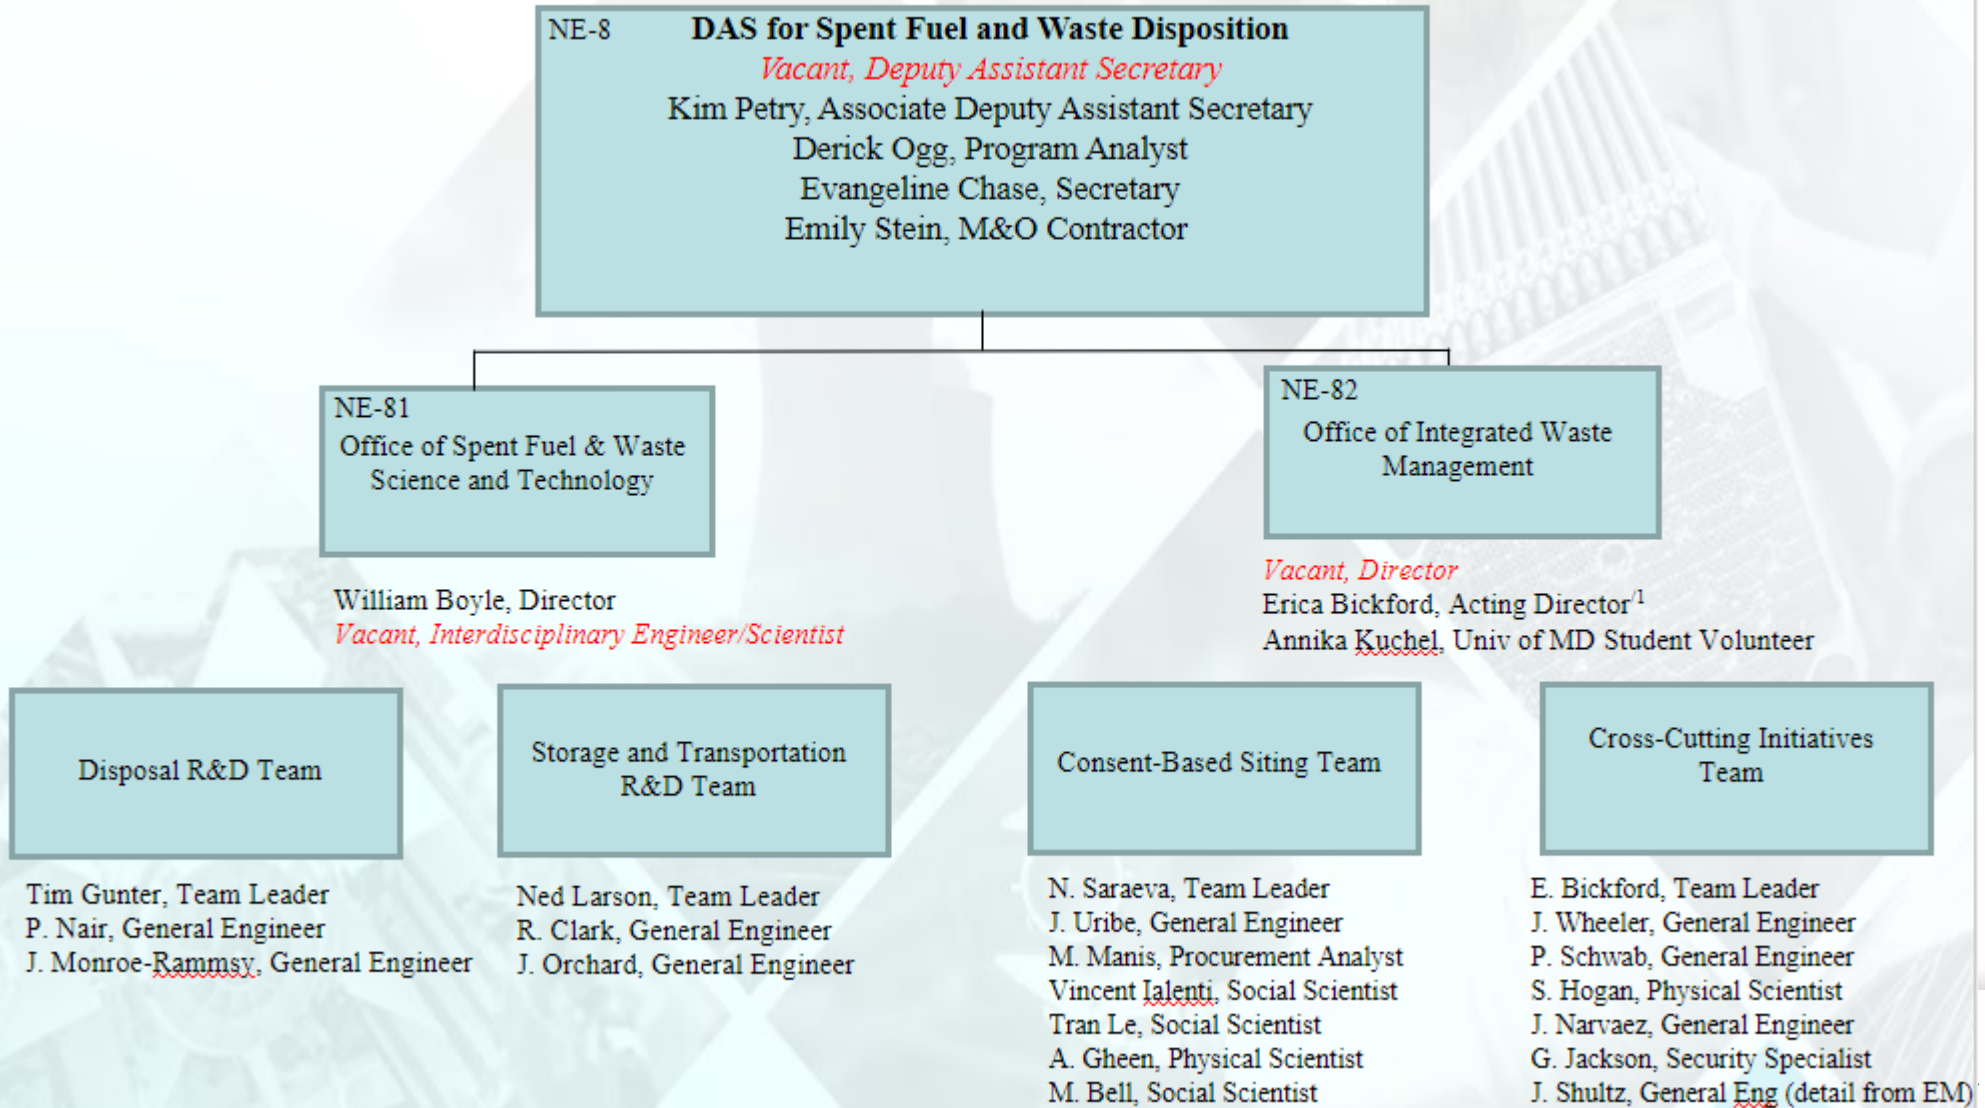 NE-8
DAS for Spent Fuel and Waste Disposition
Vacant, Deputy Assistant Secretary
Kim Petry, Associate Deputy Assistant Secretary
Derick Ogg, Program Analyst
Evangeline Chase, Secretary
Emily Stein, M&O Contractor
NE-81
Office of Spent Fuel & Waste
Science and Technology
William Boyle, Director
Vacant, Interdisciplinary Engineer/Scientist
NE-82
Office of Integrated Waste
Management
Vacant, Director
Erica Bickford, Acting Director/1
Annika Kuchel, Univ of MD Student Volunteer
Disposal R&D Team
Tim Gunter, Team Leader
P. Nair, General Engineer
J. Monroe-Rammsy, General Engineer
Storage and Transportation
R&D Team
Ned Larson, Team Leader
R. Clark, General Engineer
J. Orchard, General Engineer
Consent-Based Siting Team
N. Saraeva, Team Leader
J. Uribe, General Engineer
M. Manis, Procurement Analyst
Vincent Ialenti, Social Scientist
Tran Le, Social Scientist
A. Gheen, Physical Scientist
M. Bell, Social Scientist
Cross-Cutting Initiatives
Team
E. Bickford, Team Leader
J. Wheeler, General Engineer
P. Schwab, General Engineer
S. Hogan, Physical Scientist
J. Narvaez, General Engineer
G. Jackson, Security Specialist
J. Shultz, General Eng (detail from EM)